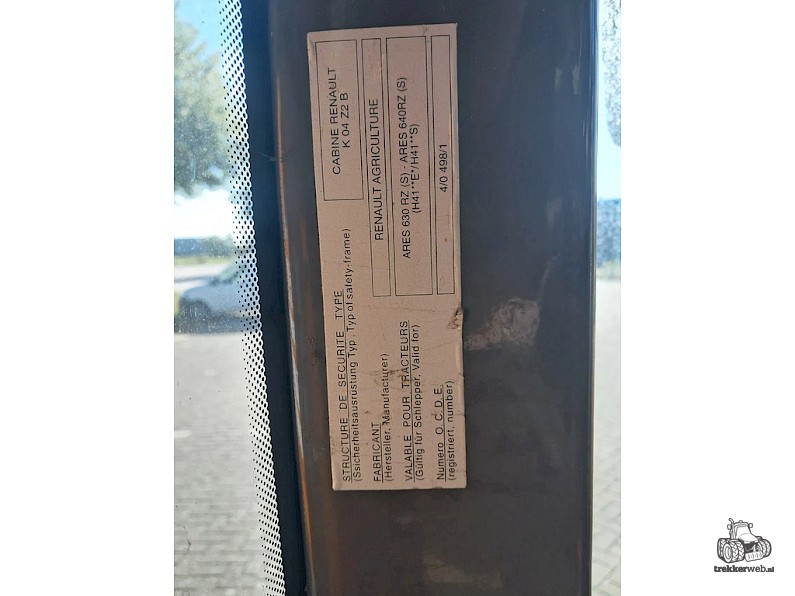 STRUCTURE DE SECURITE TYPE
(Ssicherheitsausrüstung Typ, Typ of safety-frame)
CABINE RENAULT
K 04 Z2 B
FABRICANT
(Hersteller, Manufacturer)
RENAULT AGRICULTURE
VALABLE POUR TRACTEURS
(Gültig für Schlepper, Valid for)
ARES 630 RZ (S) - ARES 640RZ (S)
(H41**E*/H41**S)
Numero O.C.D.E.
(registriert, number)
4/0 498/1
trekkerweb.nl